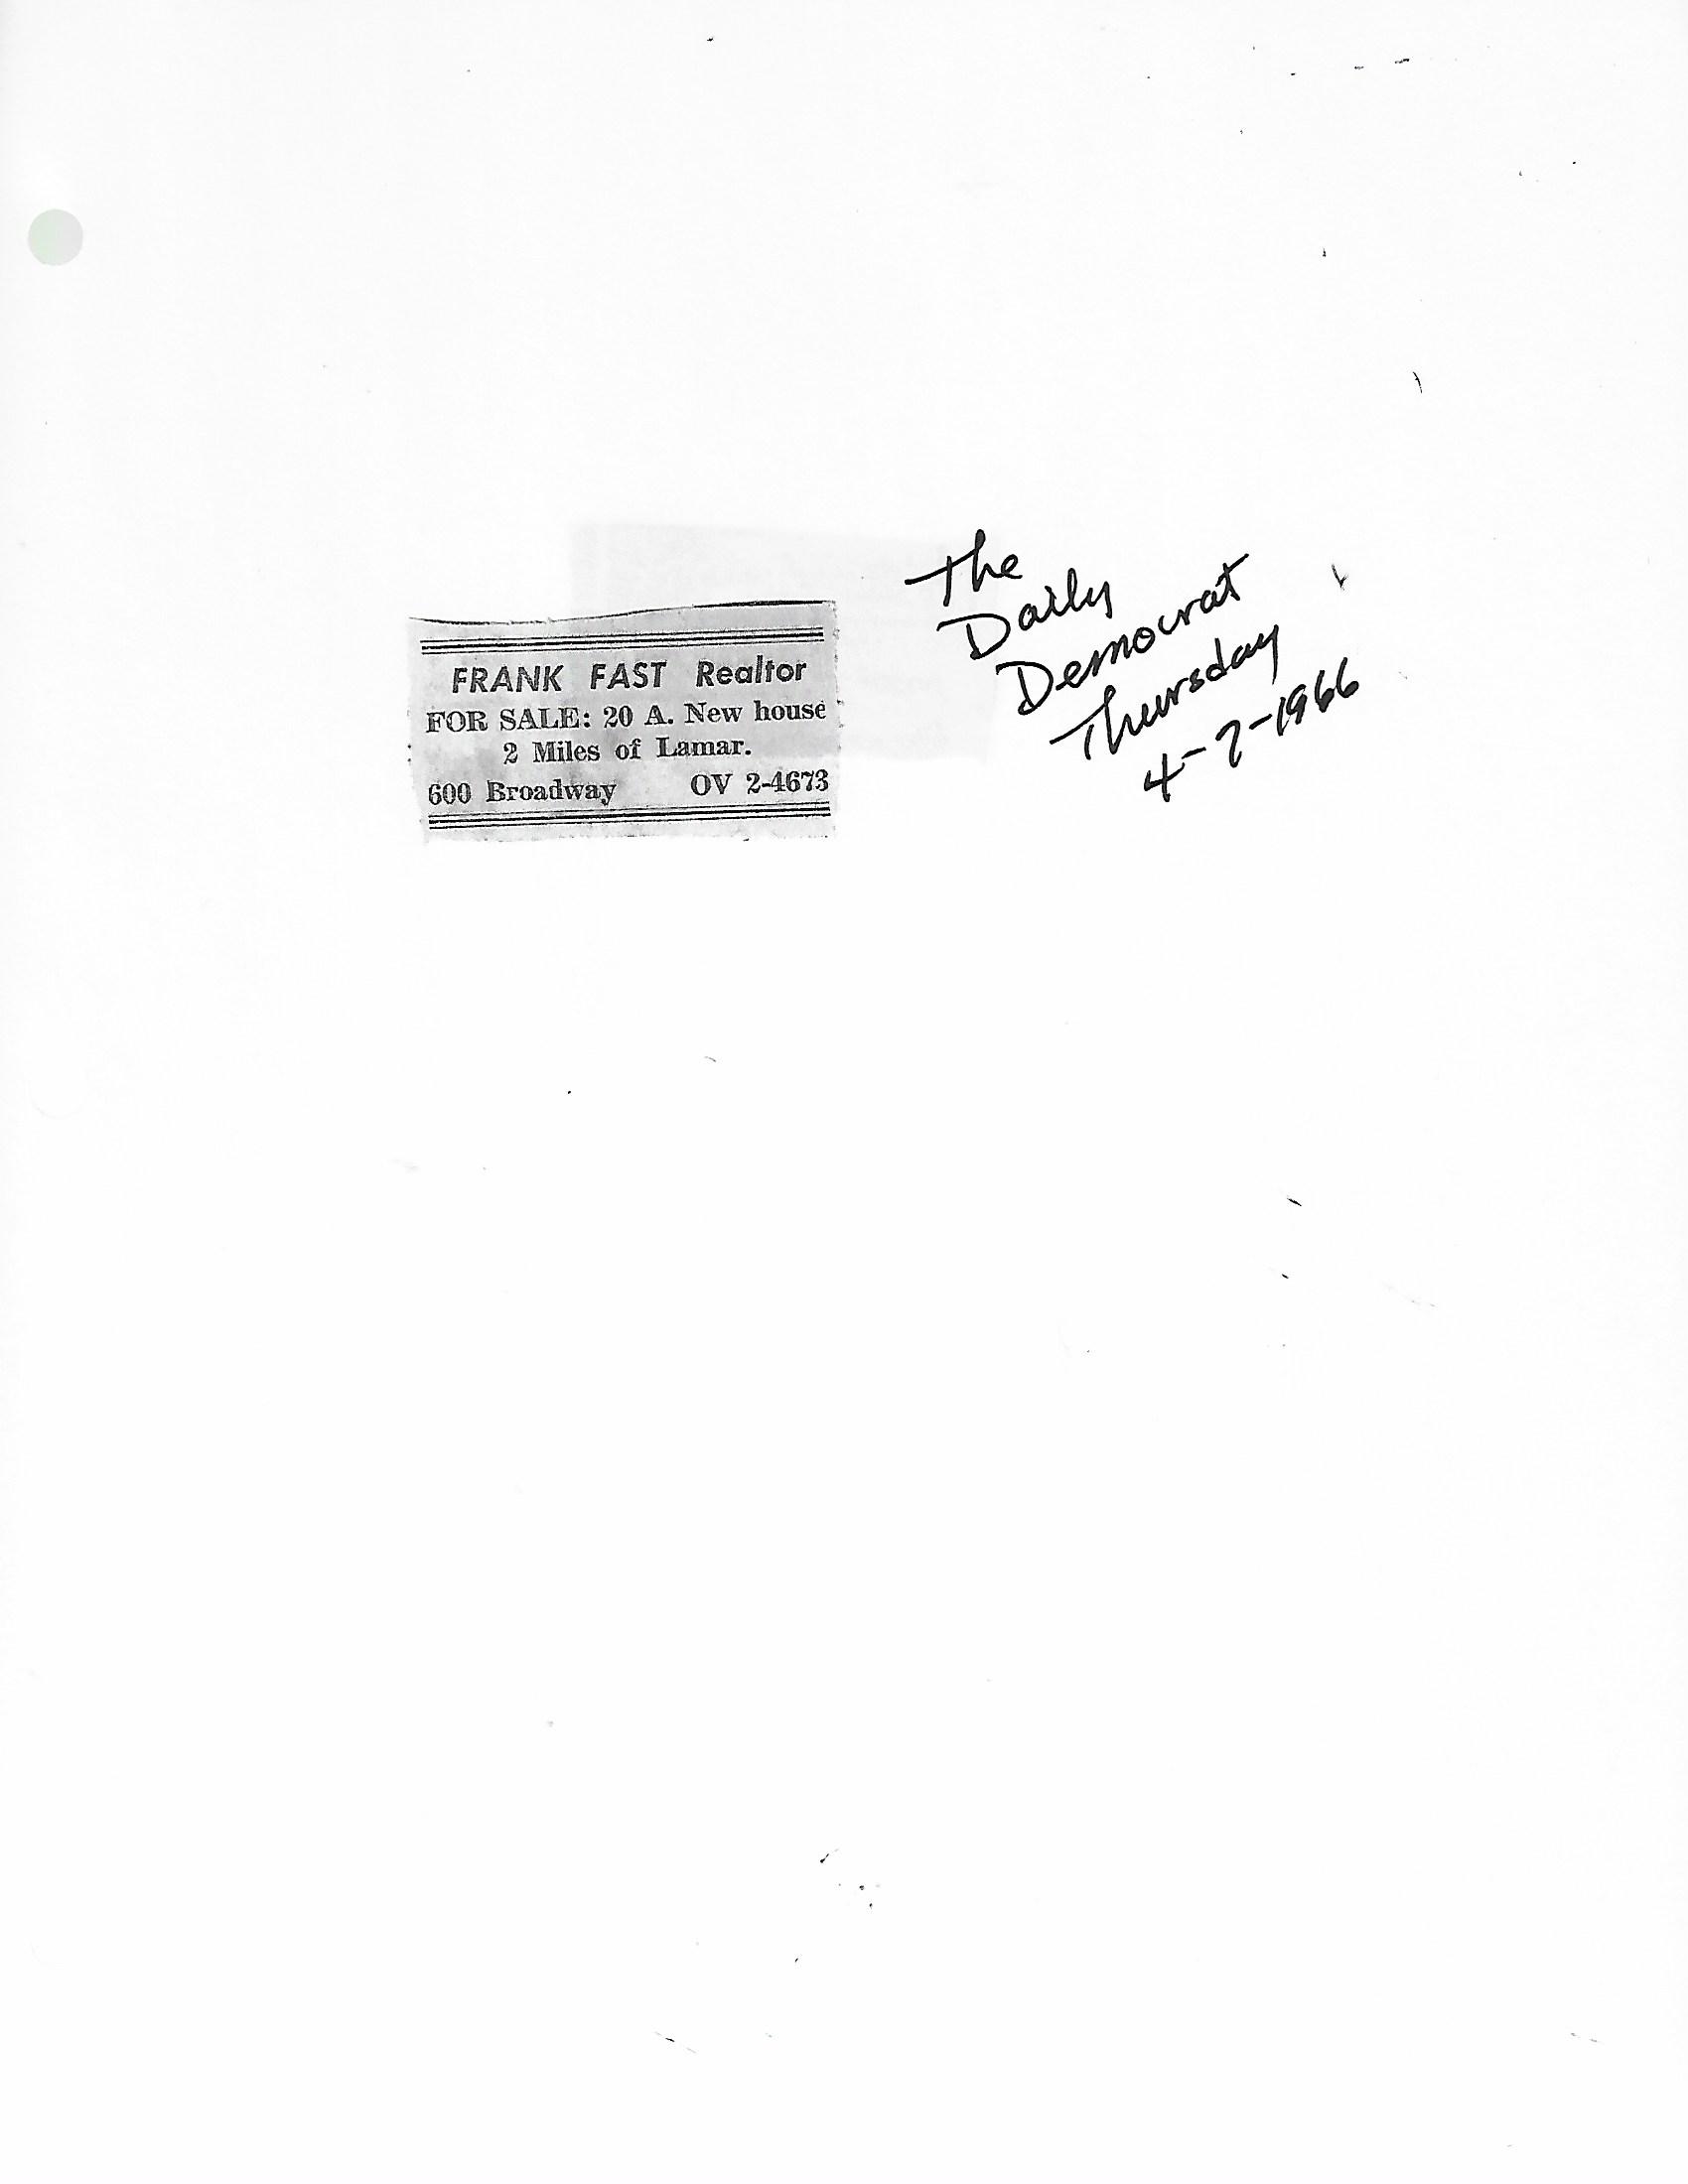 FRANK FAST Realtor
FOR SALE: 20 A. New house
2 Miles of Lamar.
600 Broadway OV 2-4673
The
Daily
Democrat
Thursday
4-7-1966